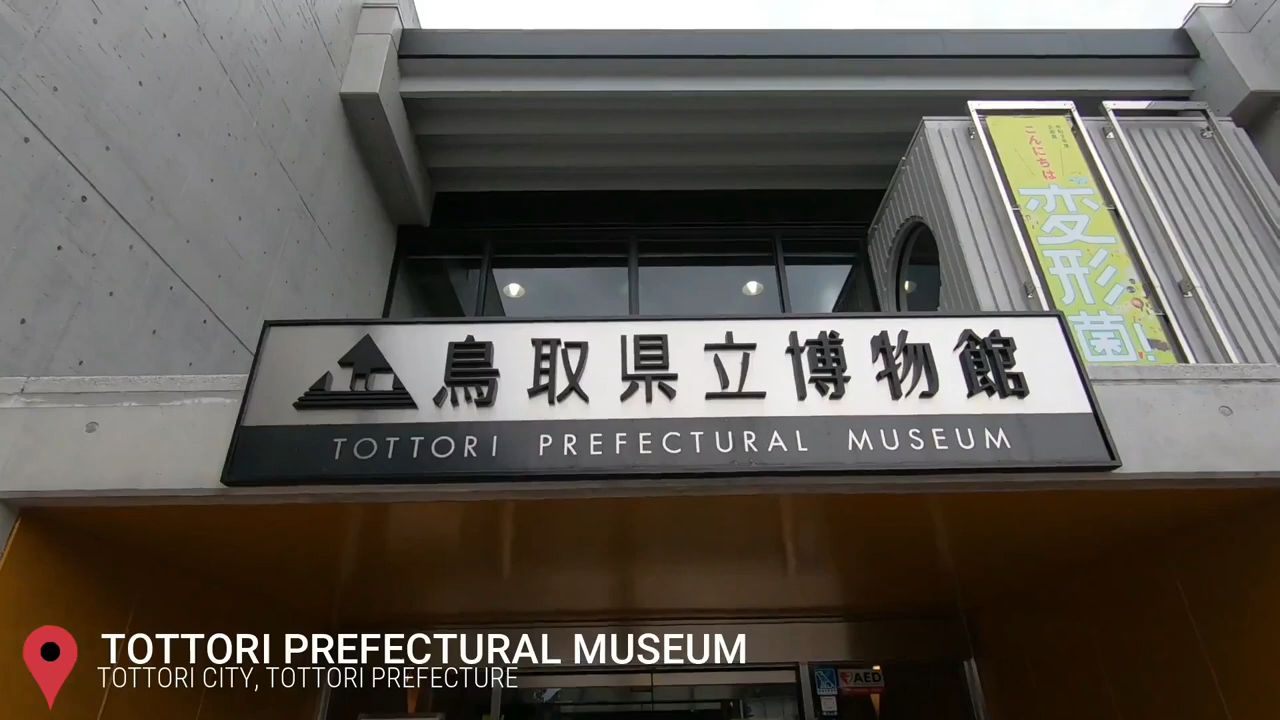 こんにちは
変形菌!
鳥取県立博物館
TOTTORI PREFECTURAL MUSEUM
AED
TOTTORI PREFECTURAL MUSEUM
TOTTORI CITY, TOTTORI PREFECTURE